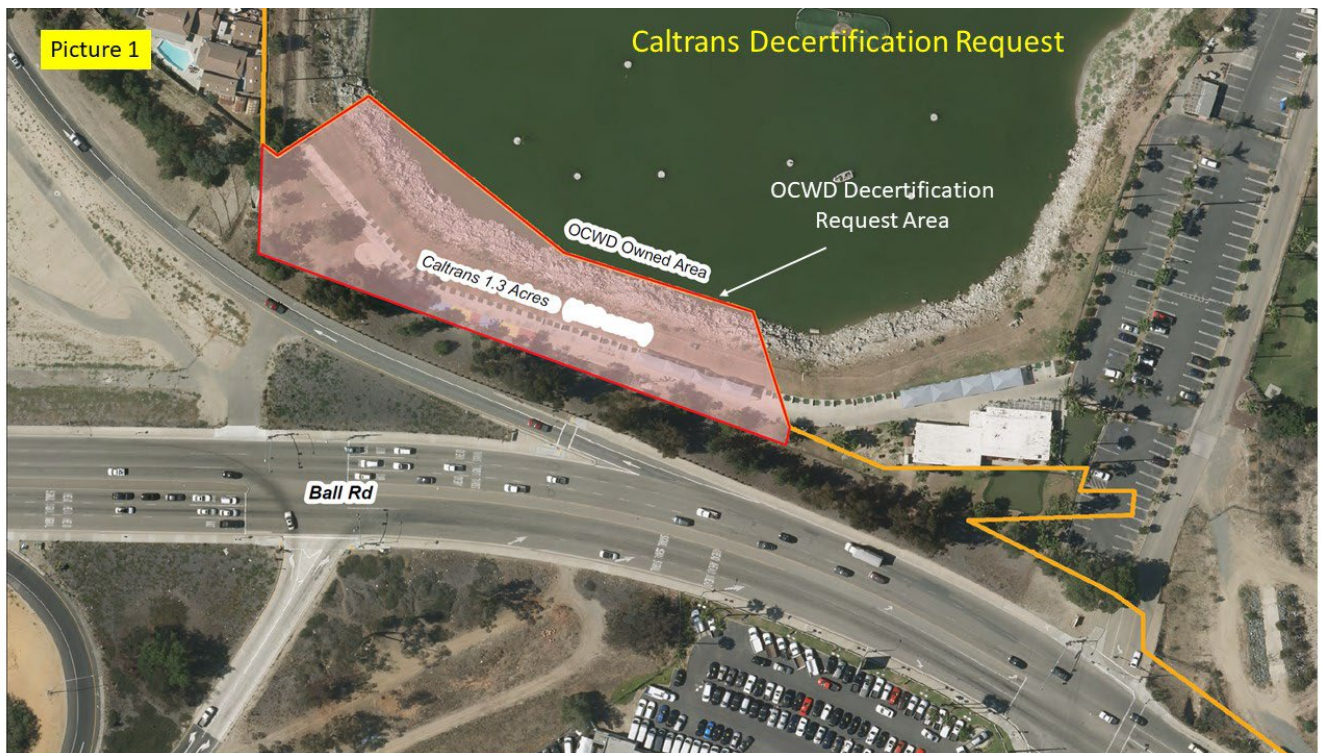 Picture 1
Caltrans Decertification Request
OCWD Decertification
Request Area
OCWD Owned Area
Caltrans 1.3 Acres
Ball Rd